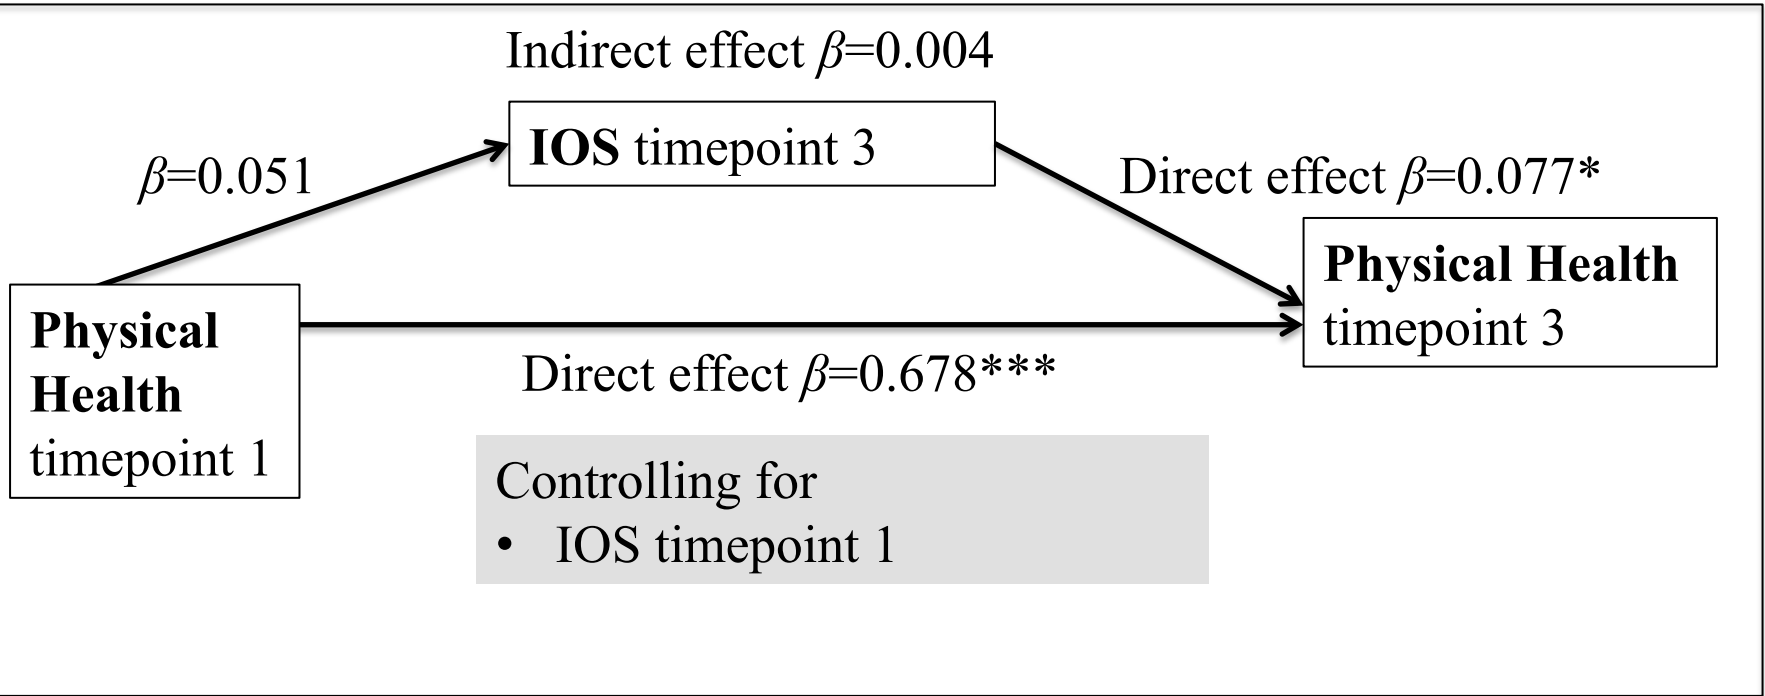 Indirect effect β=0.004
IOS timepoint 3
β=0.051
Direct effect β=0.077*
Physical Health
timepoint 3
Physical
Health
timepoint 1
Direct effect β=0.678***
Controlling for
• IOS timepoint 1